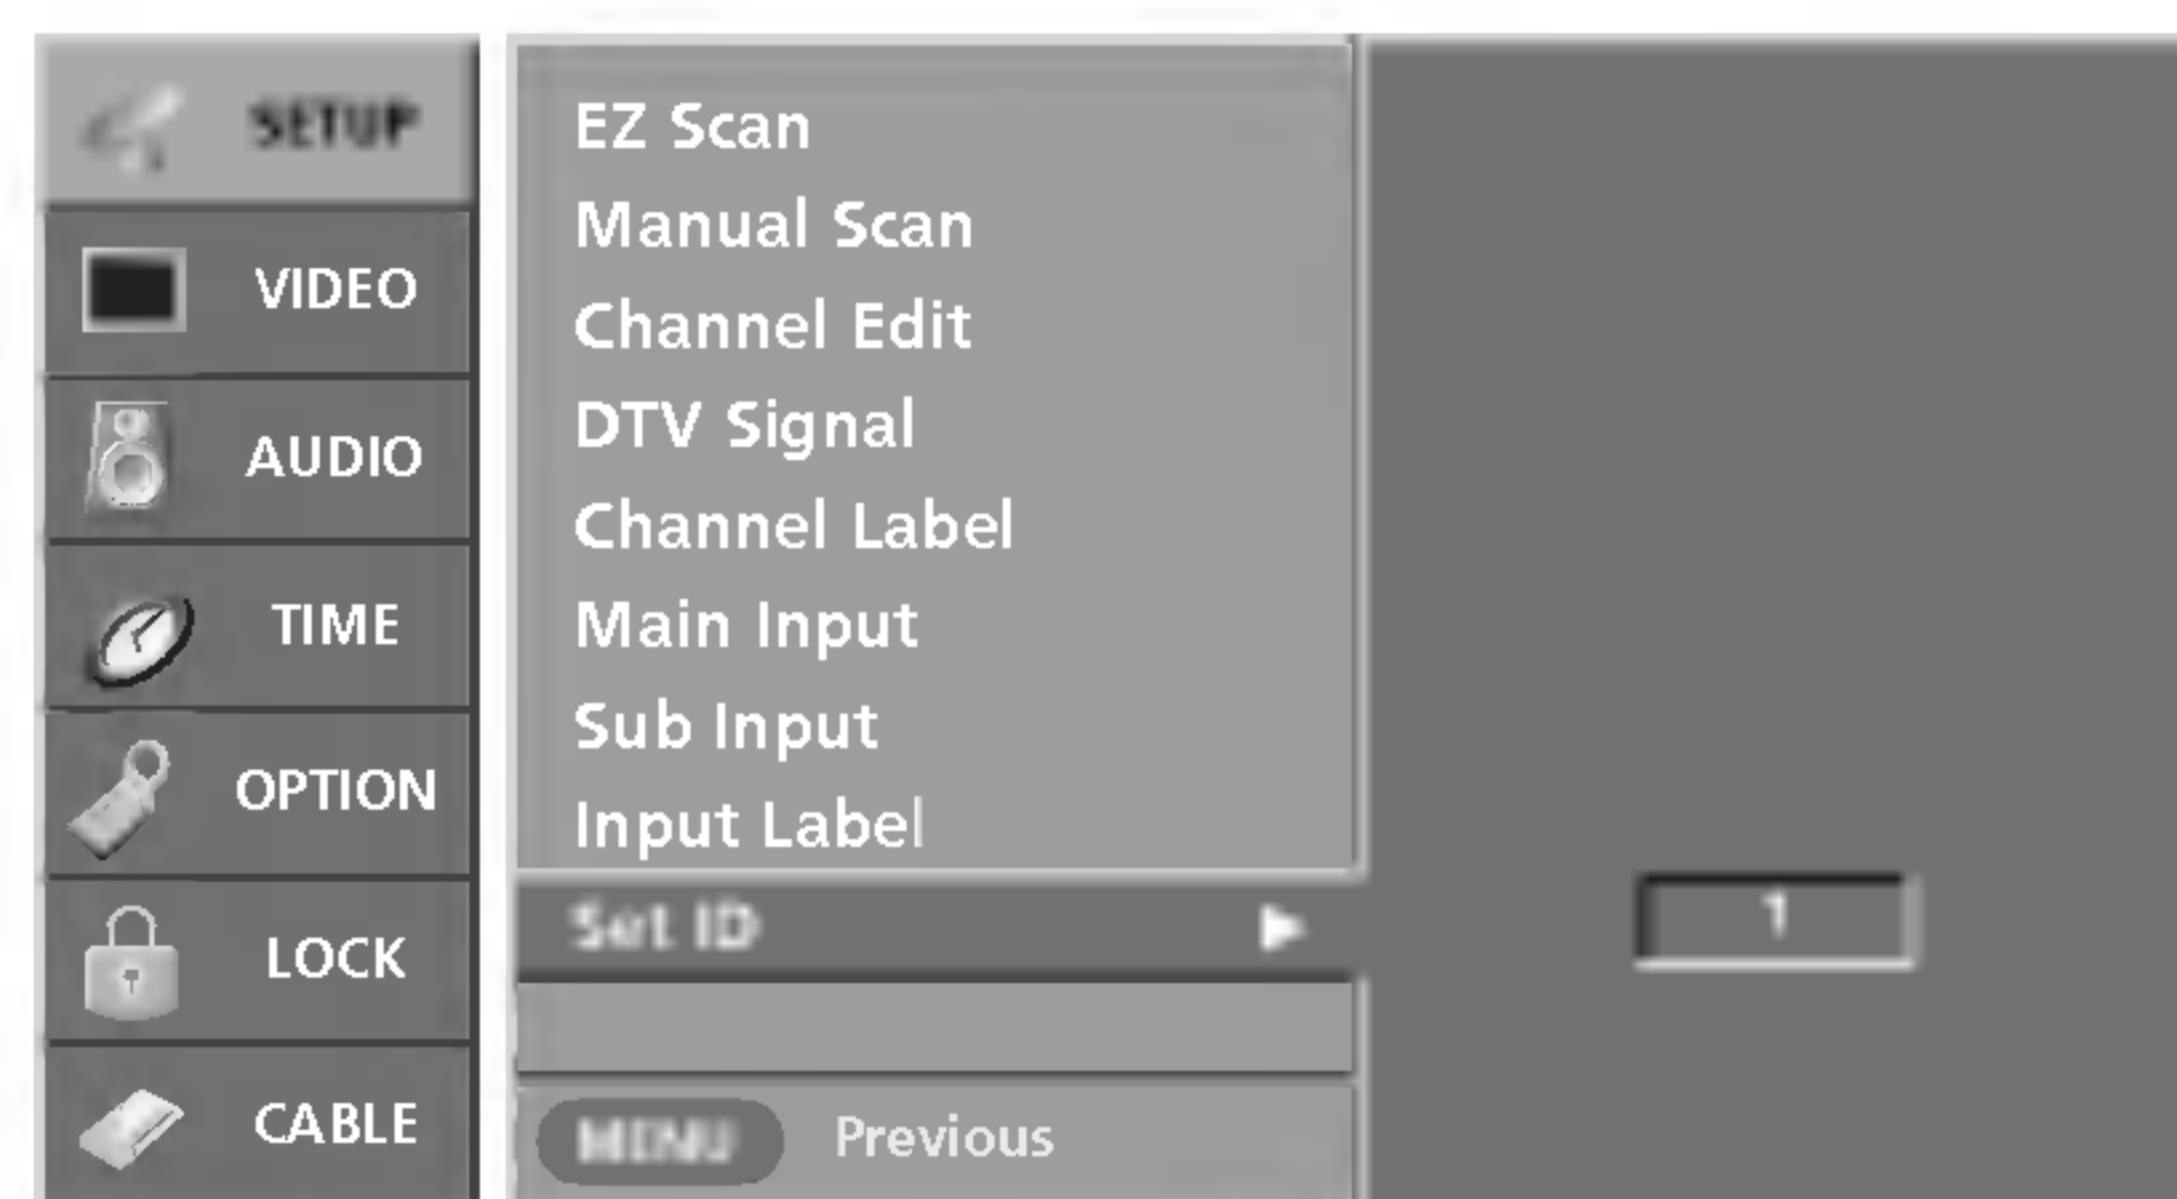 SETUP
VIDEO
AUDIO
TIME
OPTION
LOCK
CABLE
EZ Scan
Manual Scan
Channel Edit
DTV Signal
Channel Label
Main Input
Sub Input
Input Label
Set ID
1
MENU Previous